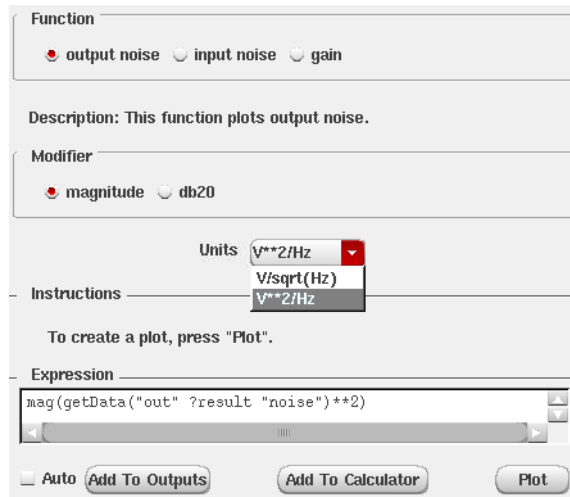 Function
output noise input noise gain
Description: This function plots output noise.
Modifier
magnitude db20
Units V**2/Hz
V/sqrt(Hz)
V**2/Hz
Instructions
To create a plot, press "Plot".
Expression
mag(getData("out" ?result "noise")**2)
Auto Add To Outputs Add To Calculator Plot